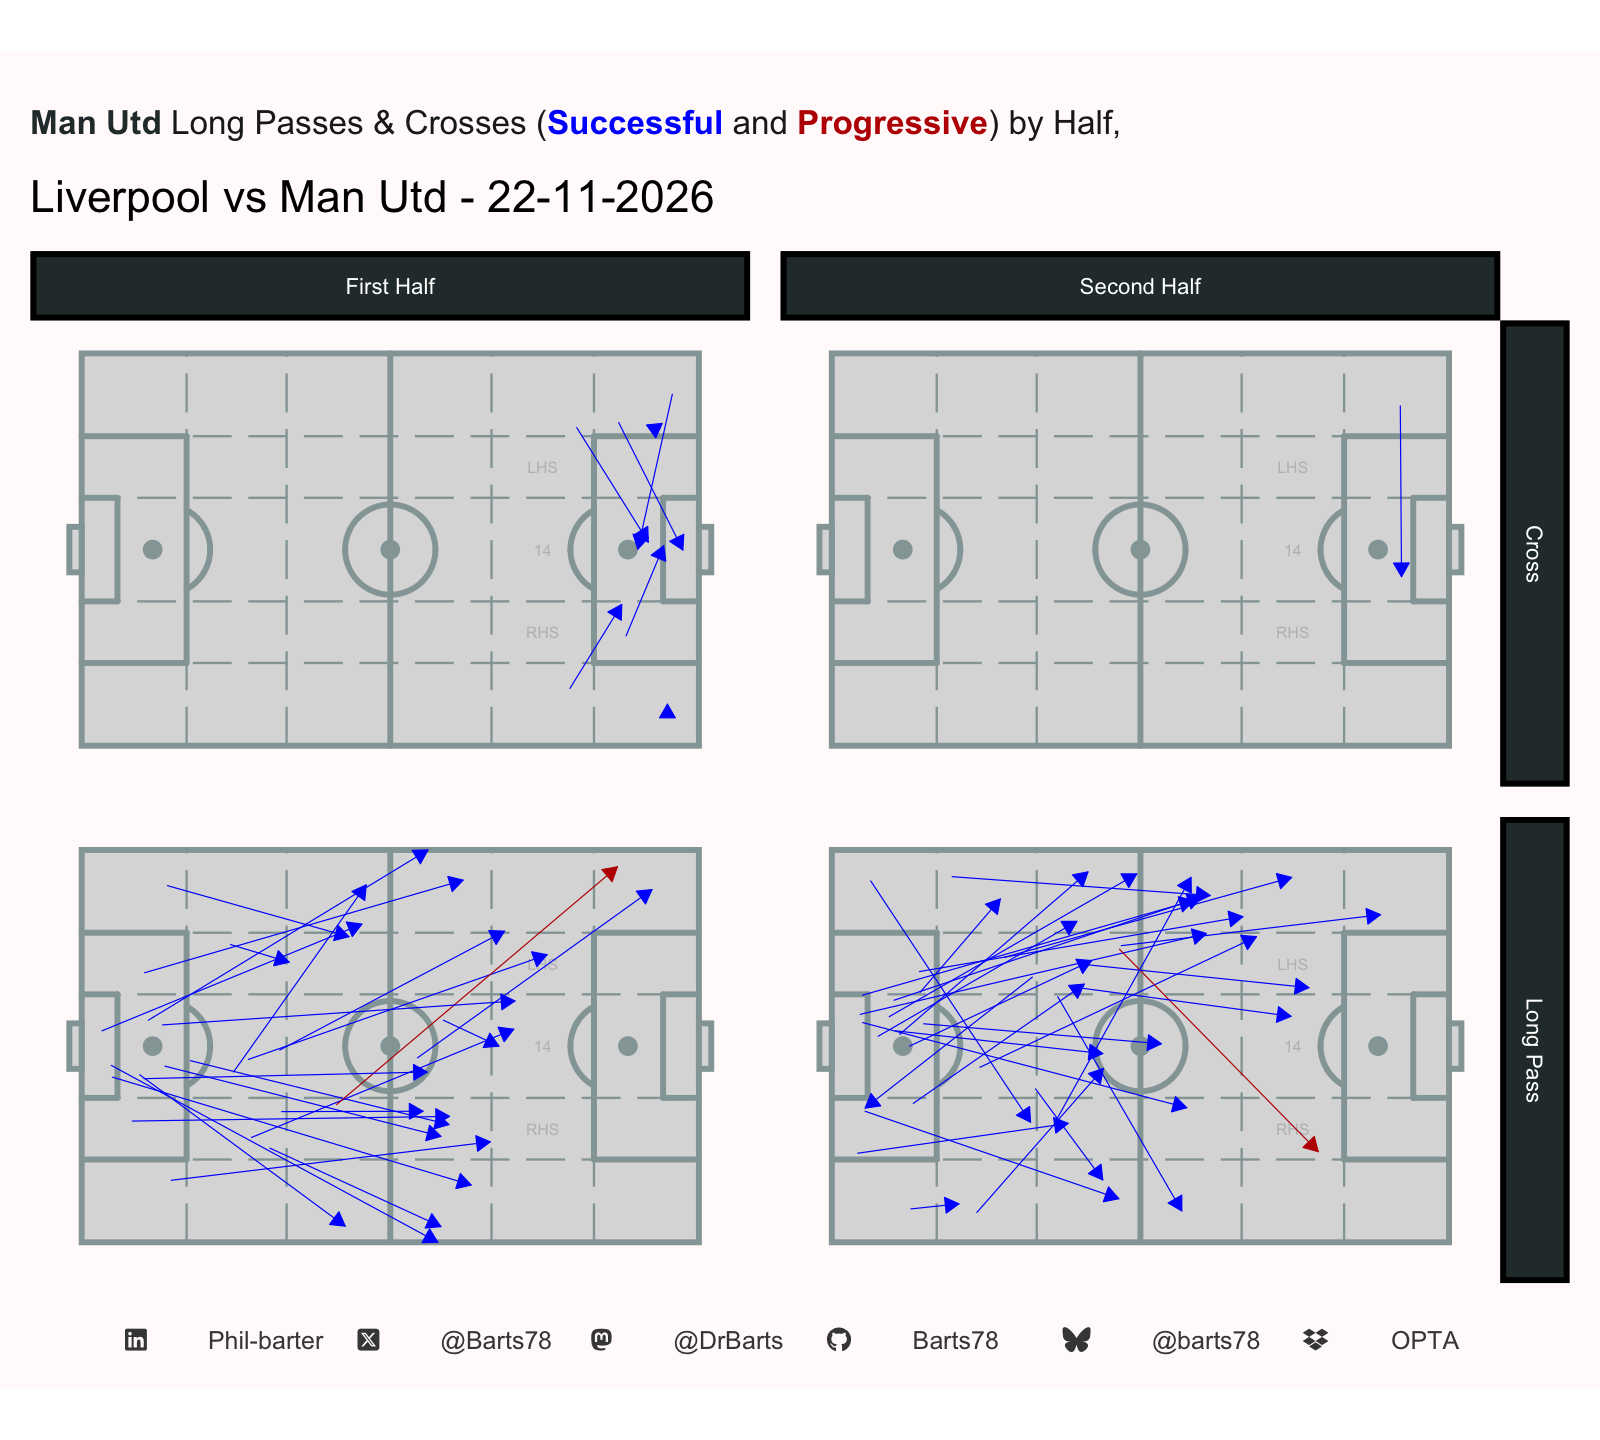 Man Utd Long Passes & Crosses (Successful and Progressive) by Half,
Liverpool vs Man Utd - 22-11-2026
First Half
Second Half
Cross
LHS
14
RHS
LHS
14
RHS
Long Pass
LHS
14
RHS
LHS
14
RHS
Phil-barter @Barts78 @DrBarts Barts78 @barts78 OPTA